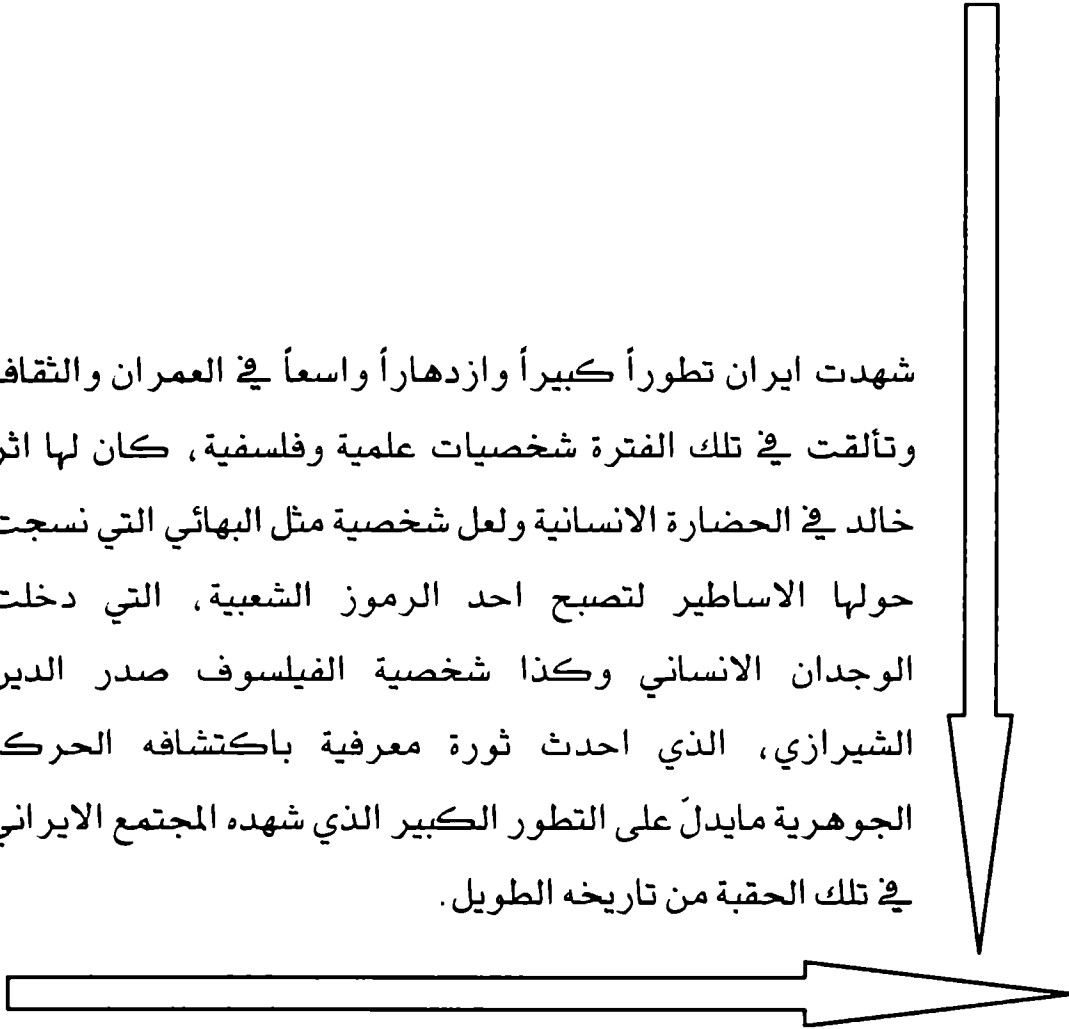 شهدت ايران تطوراً كبيراً وازدهاراً واسعاً في العمران والثقاف
وتألقت في تلك الفترة شخصيات علمية وفلسفية، كان لها اثر
خالد في الحضارة الانسانية ولعل شخصية مثل البهائي التي نسجت
حولها الاساطير لتصبح احد الرموز الشعبية، التي دخلت
الوجدان الانساني وكذا شخصية الفيلسوف صدر الدين
الشيرازي، الذي احدث ثورة معرفية باكتشافه الحرك
الجوهرية مايدلّ على التطور الكبير الذي شهده المجتمع الايراني
في تلك الحقبة من تاريخه الطويل.